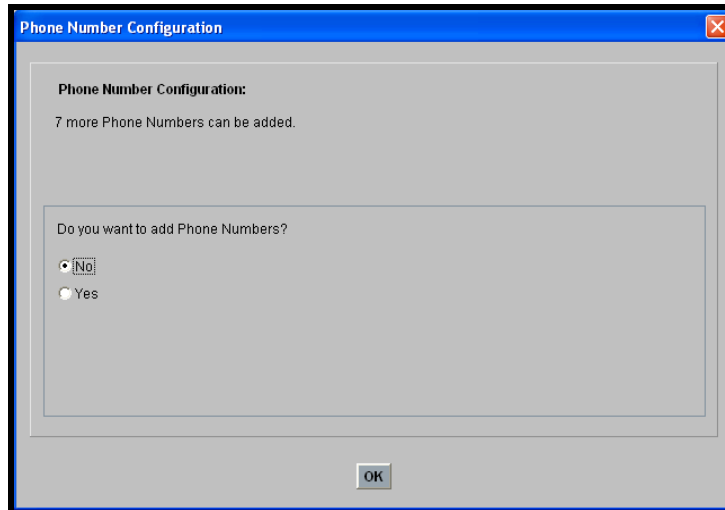 Phone Number Configuration
Phone Number Configuration:
7 more Phone Numbers can be added.
Do you want to add Phone Numbers?
No
Yes
OK